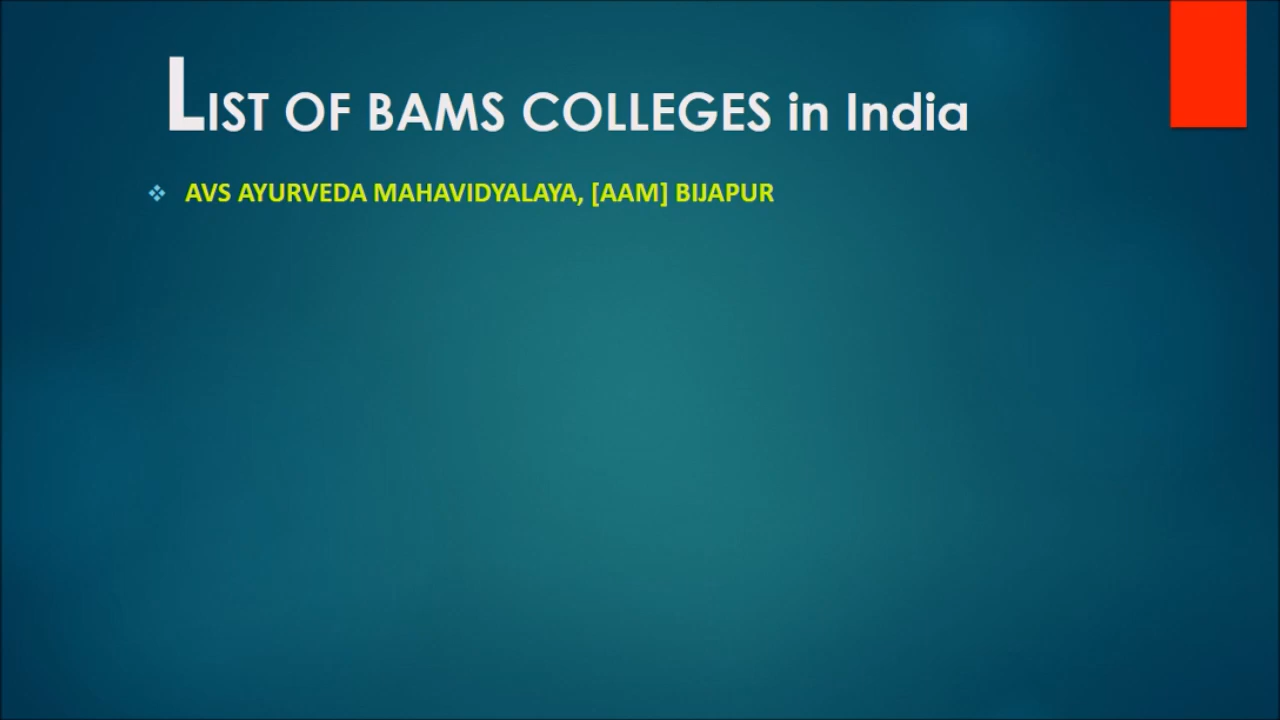 LIST OF BAMS COLLEGES in India
AVS AYURVEDA MAHAVIDYALAYA, [AAM] BIJAPUR